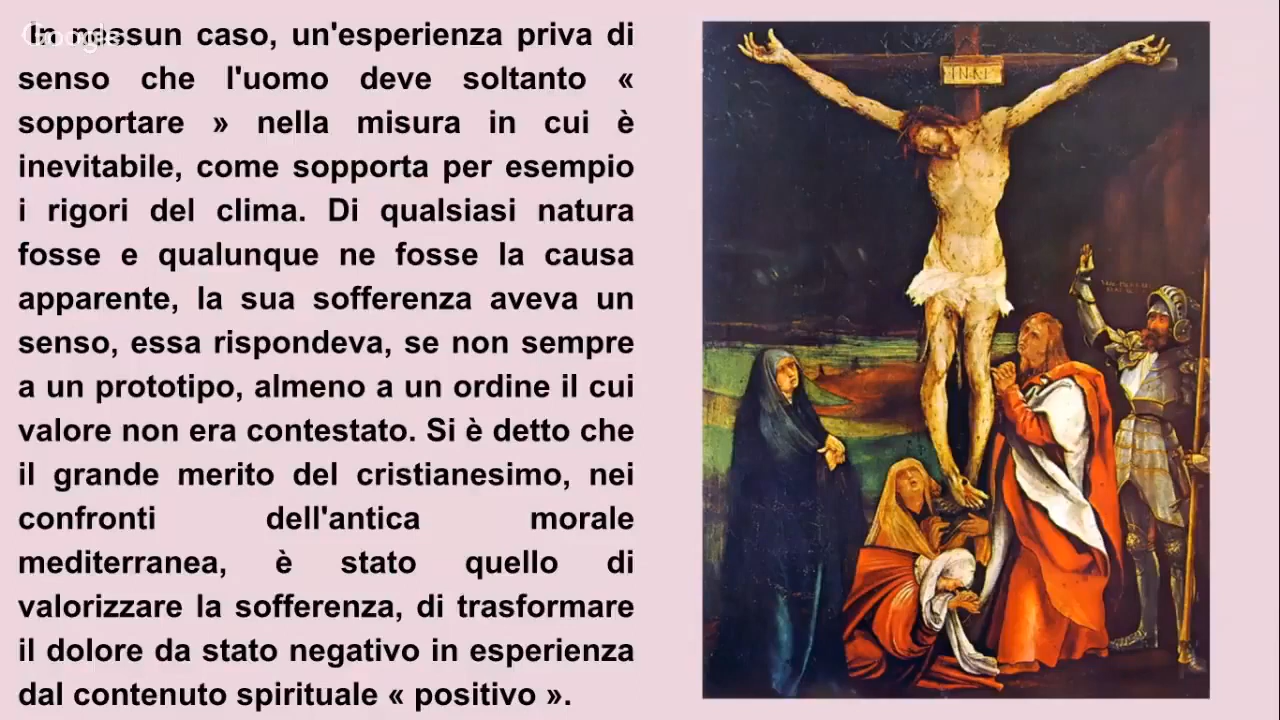 In nessun caso, un'esperienza priva di
senso che l'uomo deve soltanto «
sopportare » nella misura in cui è
inevitabile, come sopporta per esempio
i rigori del clima. Di qualsiasi natura
fosse e qualunque ne fosse la causa
apparente, la sua sofferenza aveva un
senso, essa rispondeva, se non sempre
a un prototipo, almeno a un ordine il cui
valore non era contestato. Si è detto che
il grande merito del cristianesimo, nei
confronti dell'antica morale
mediterranea, è stato quello di
valorizzare la sofferenza, di trasformare
il dolore da stato negativo in esperienza
dal contenuto spirituale « positivo ».
Google
INRI